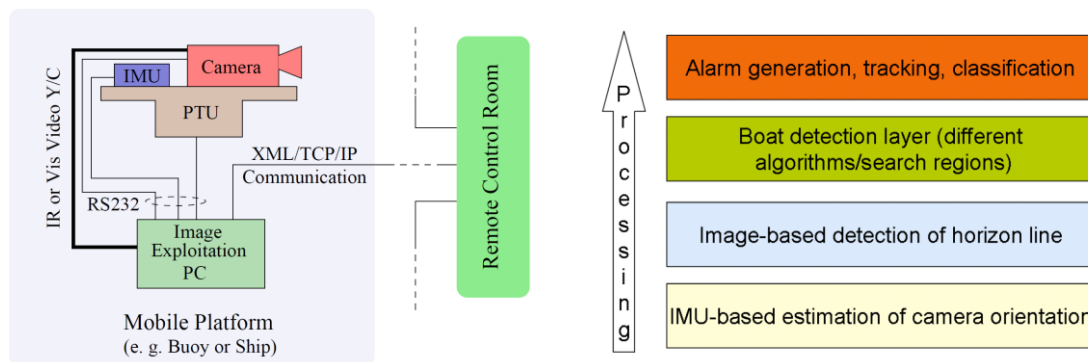 IR or Vis Video Y/C
IMU
Camera
PTU
RS232
XML/TCP/IP
Communication
Image
Exploitation
PC
Mobile Platform
(e. g. Buoy or Ship)
Remote Control Room
Processing
Alarm generation, tracking, classification
Boat detection layer (different
algorithms/search regions)
Image-based detection of horizon line
IMU-based estimation of camera orientation